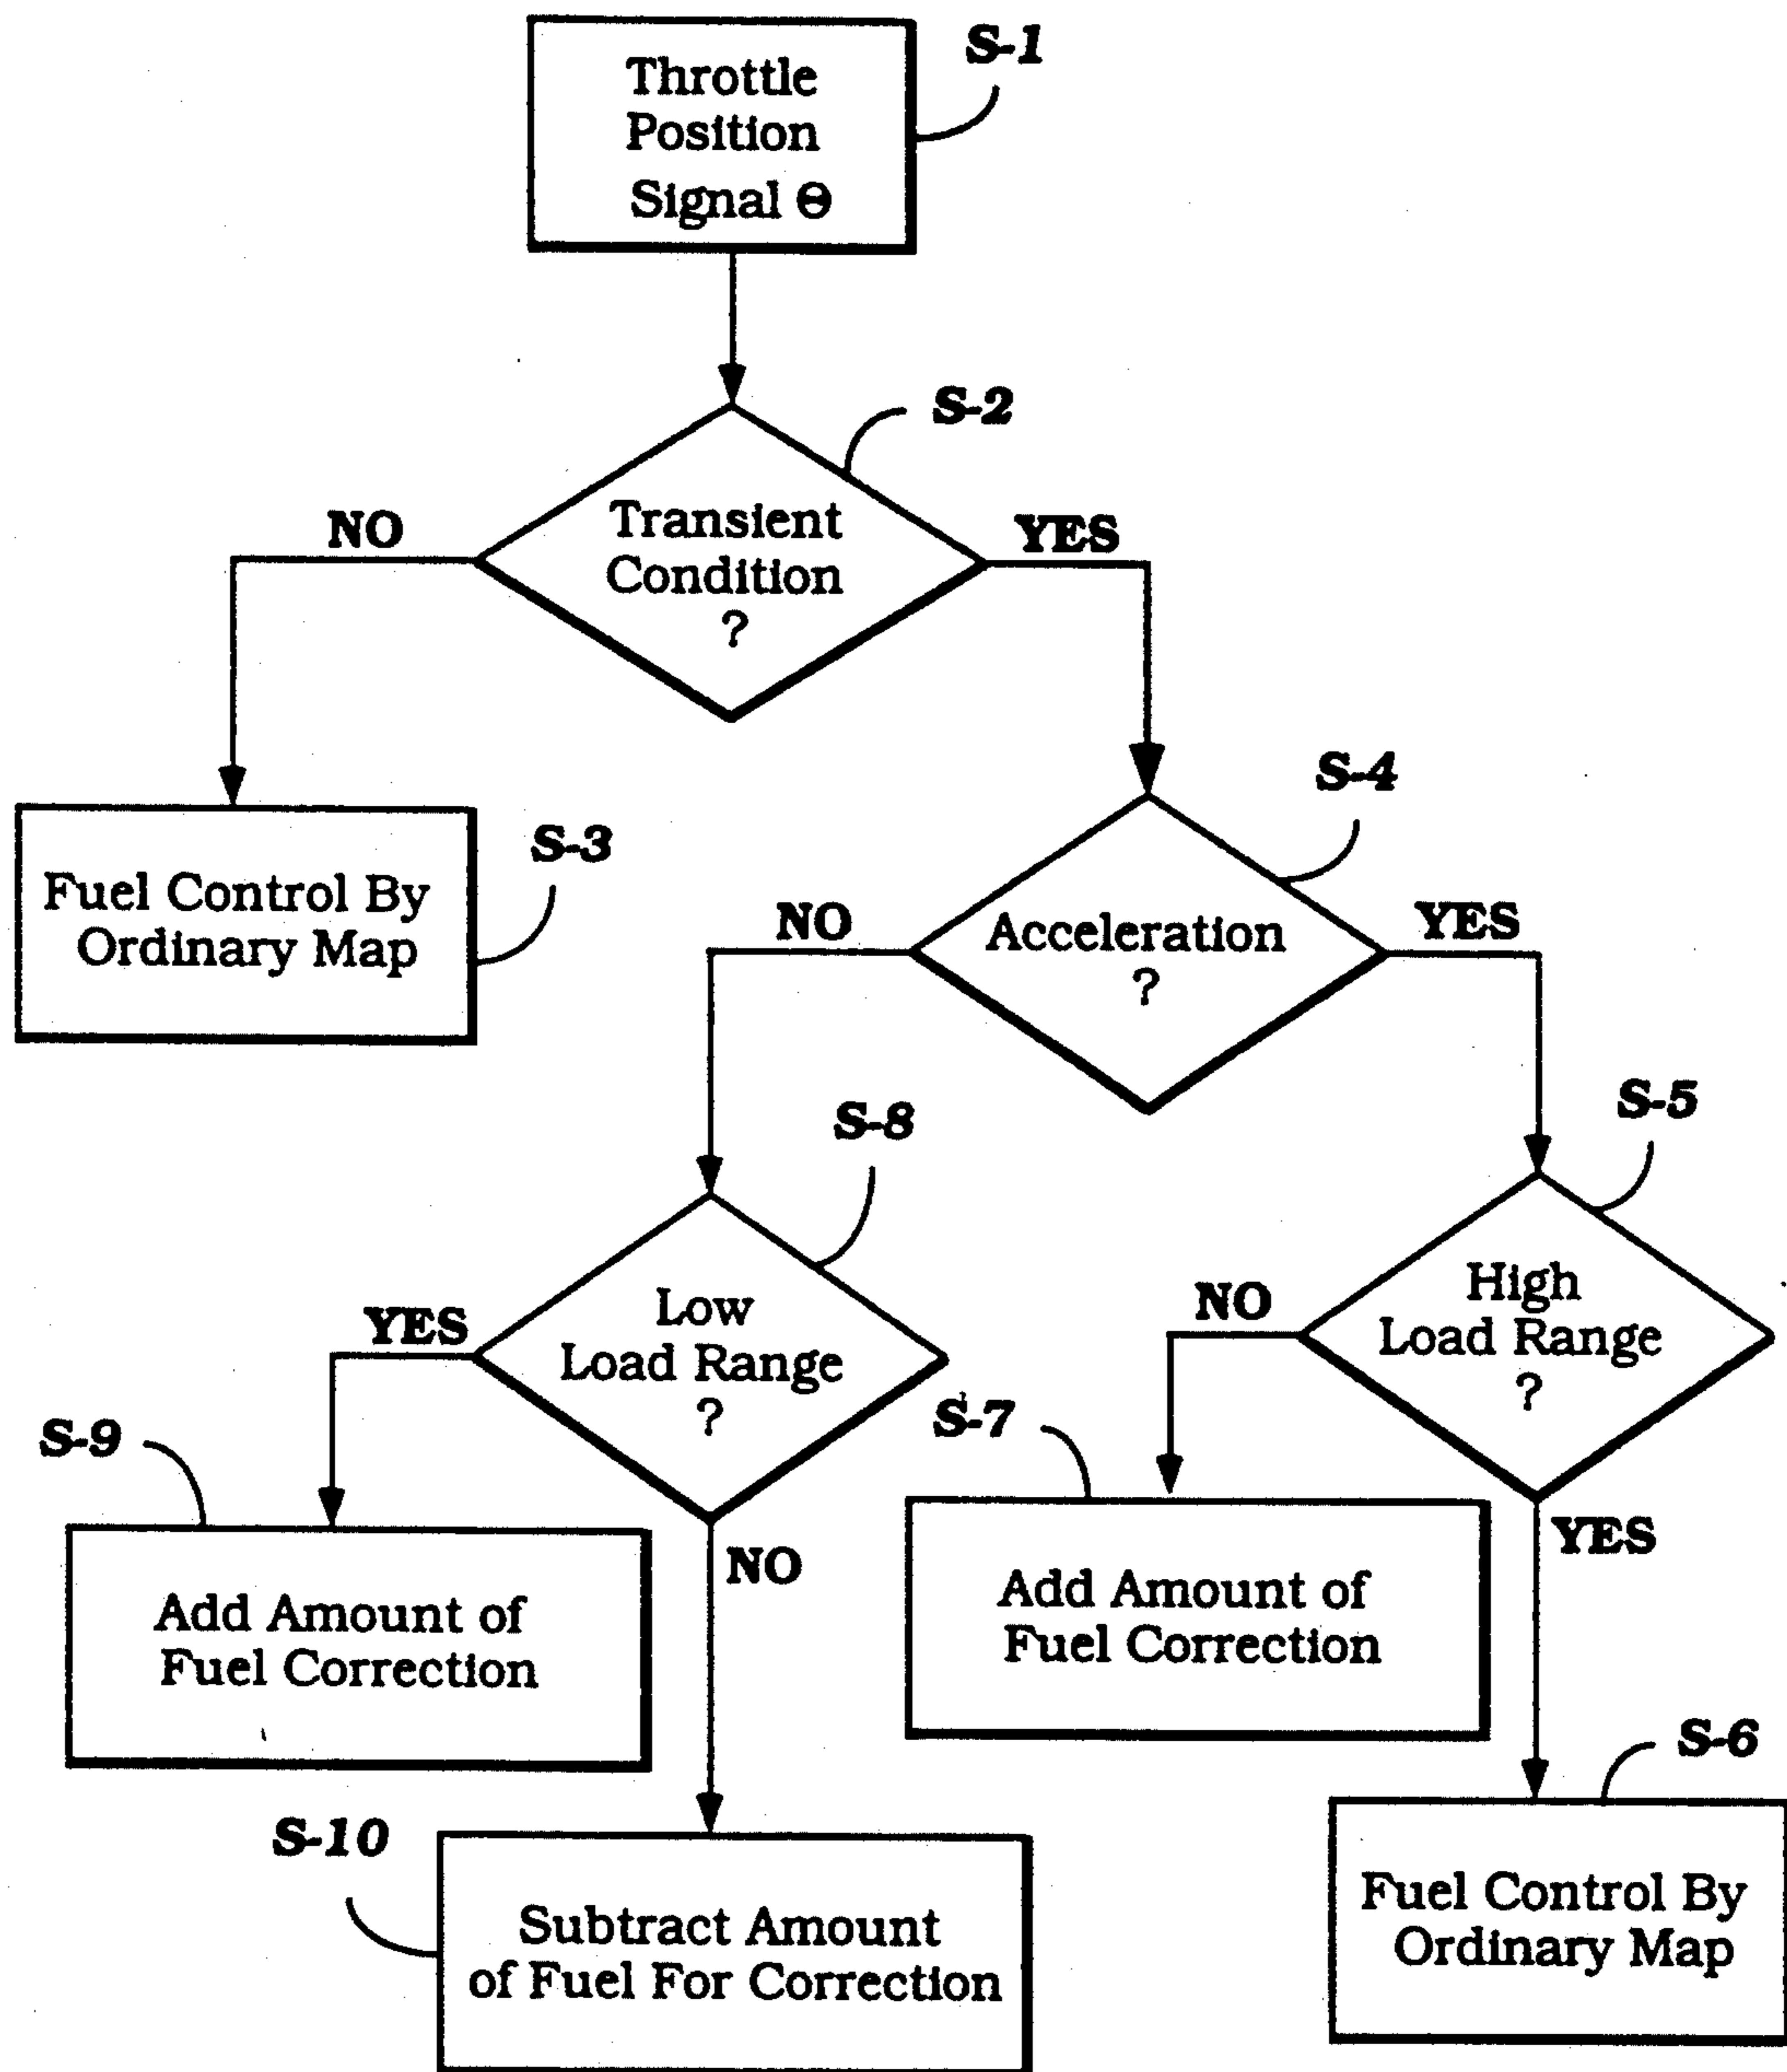 Throttle
Position
Signal Θ
S-1
S-2
Transient
Condition
?
NO
YES
S-3
Fuel Control By
Ordinary Map
S-4
Acceleration
?
NO
YES
S-8
Low
Load Range
?
YES
NO
S-5
High
Load Range
?
NO
YES
S-9
Add Amount of
Fuel Correction
S-7
Add Amount of
Fuel Correction
S-10
Subtract Amount
of Fuel For Correction
S-6
Fuel Control By
Ordinary Map